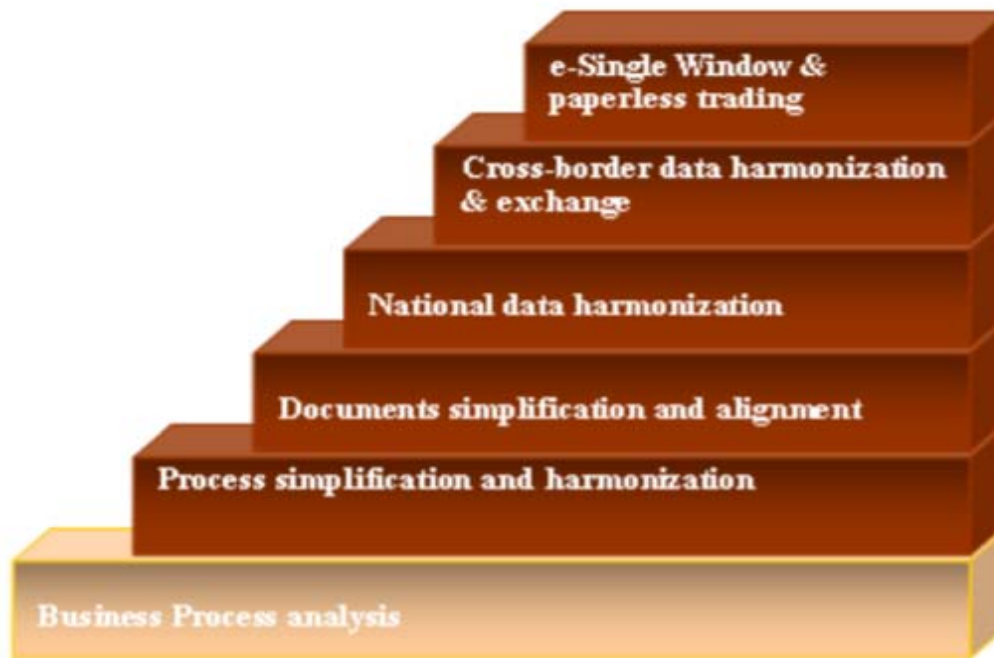 e-Single Window &
paperless trading
Cross-border data harmonization
& exchange
National data harmonization
Documents simplification and alignment
Process simplification and harmonization
Business Process analysis